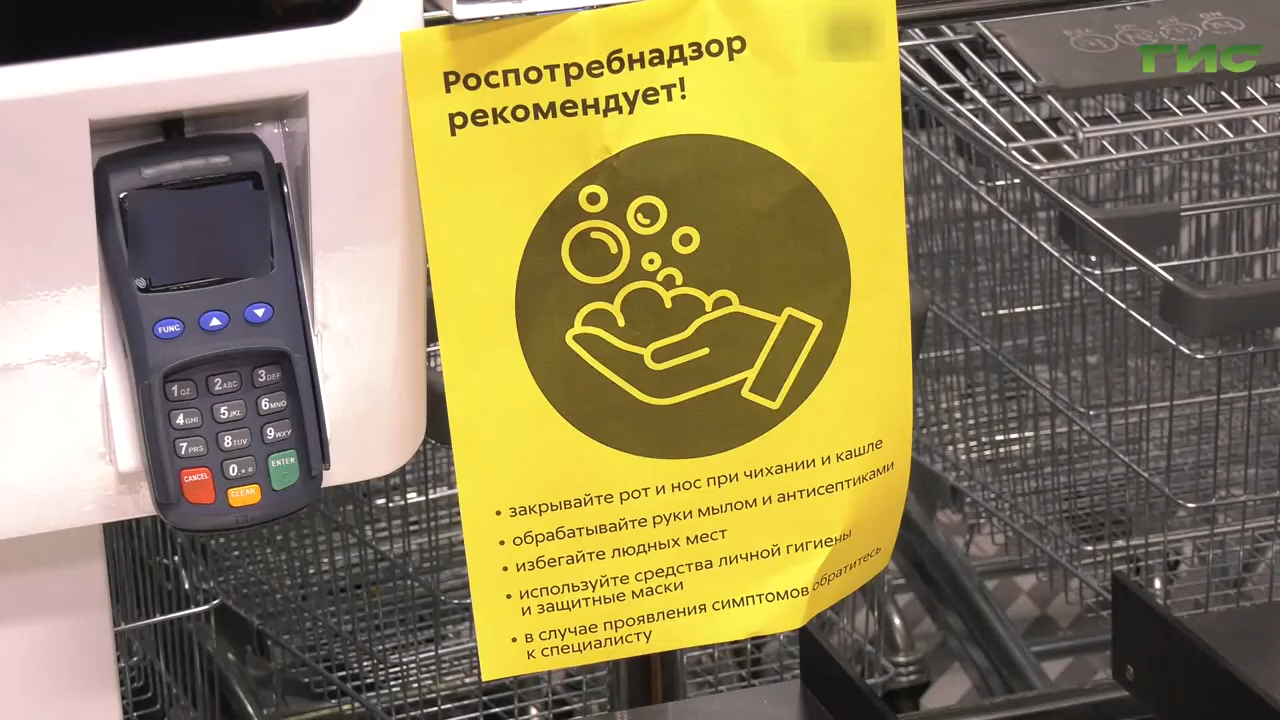 Роспотребнадзор
рекомендует!
• закрывайте рот и нос при чихании и кашле
• обрабатывайте руки мылом и антисептиками
• избегайте людных мест
• используйте средства личной гигиены
и защитные маски
• в случае проявления симптомов обратитесь
к специалисту
ГИС
FUNC
1QZ 2ABC 3DEF
4GHI 5JKL 6MNO
7PRS 8TUV 9WXY
CANCEL 0,*# ENTER
CLEAR